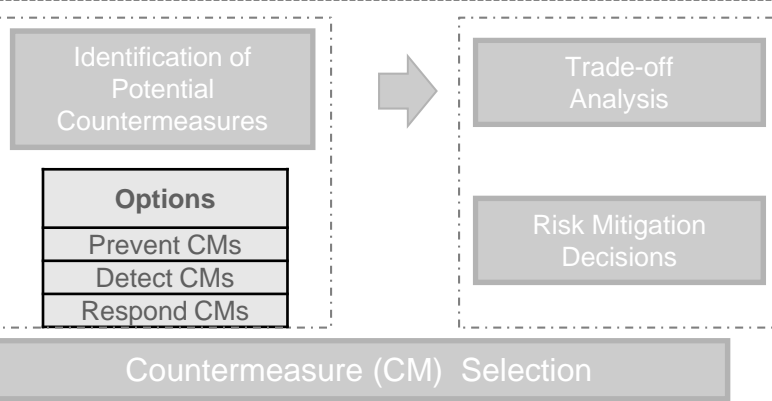 Identification of
Potential
Countermeasures
Options
Prevent CMs
Detect CMs
Respond CMs
Trade-off
Analysis
Risk Mitigation
Decisions
Countermeasure (CM) Selection